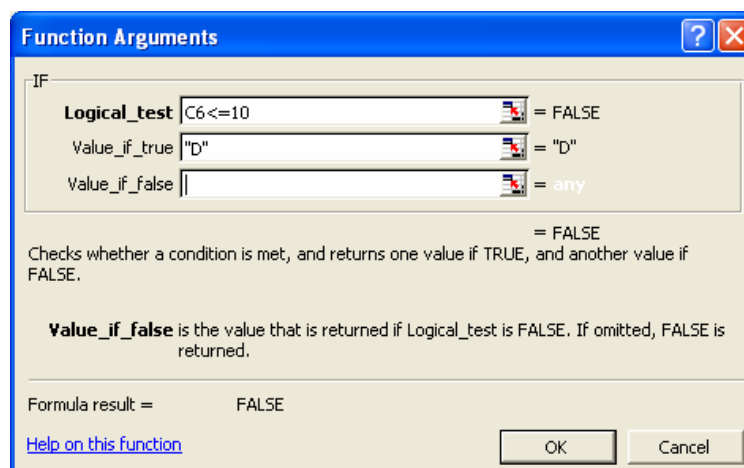 Function Arguments
IF
Logical_test C6<=10 = FALSE
Value_if_true "D" = "D"
Value_if_false = any
= FALSE
Checks whether a condition is met, and returns one value if TRUE, and another value if
FALSE.
Value_if_false is the value that is returned if Logical_test is FALSE. If omitted, FALSE is
returned.
Formula result = FALSE
Help on this function
OK Cancel